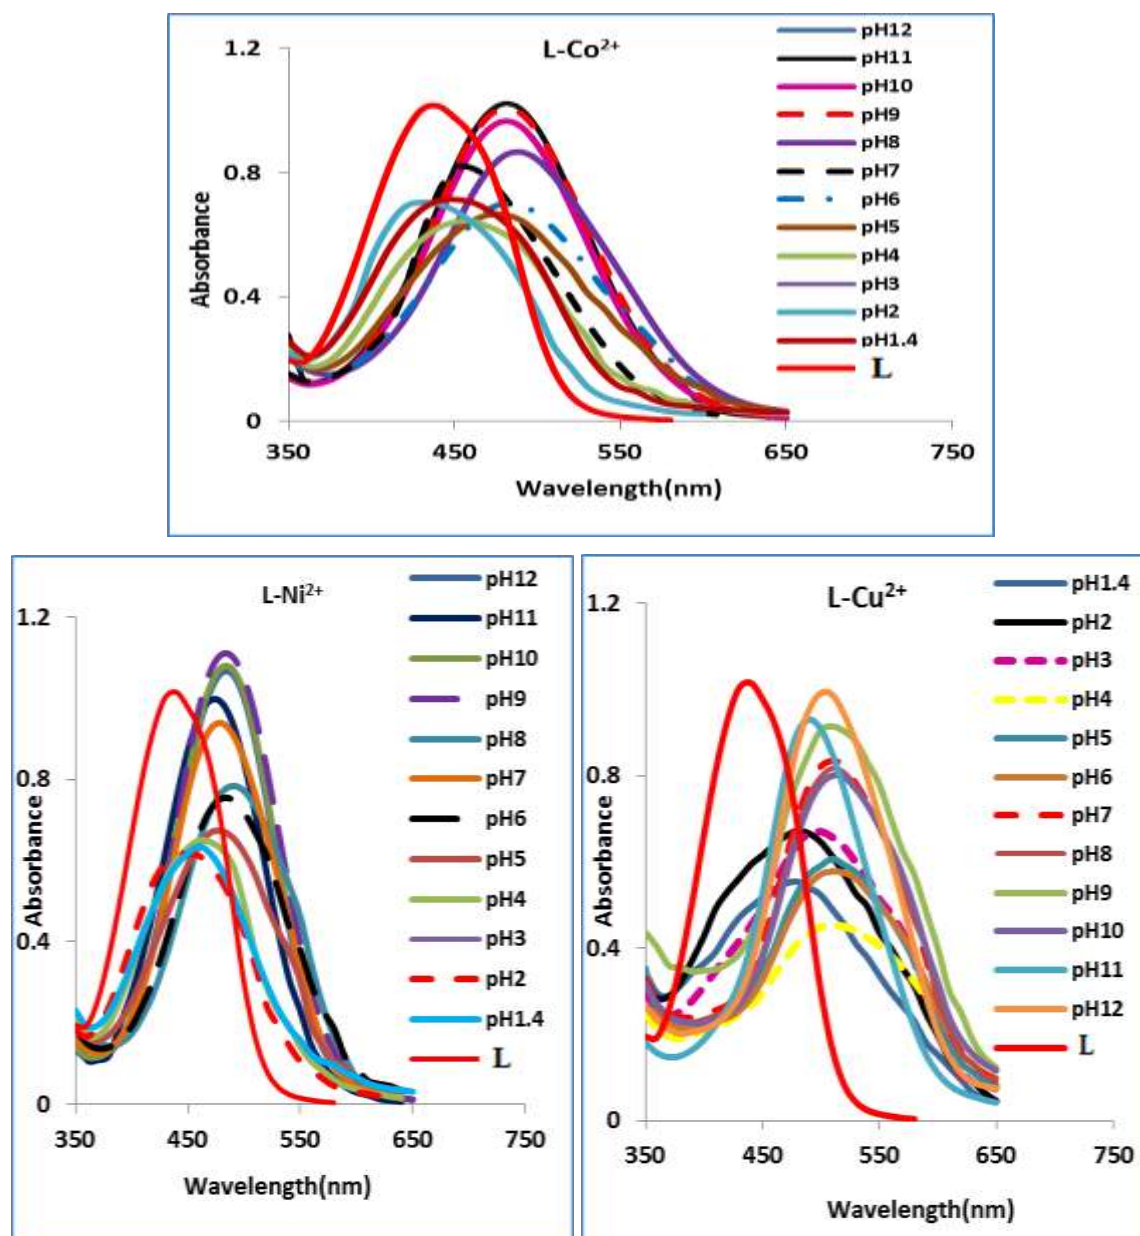 L-Co²⁺
1.2
0.8
0.4
0
Absorbance
350
450
550
650
750
Wavelength(nm)
pH12
pH11
pH10
pH9
pH8
pH7
pH6
pH5
pH4
pH3
pH2
pH1.4
L
L-Ni²⁺
1.2
0.8
0.4
0
Absorbance
350
450
550
650
750
Wavelength(nm)
pH12
pH11
pH10
pH9
pH8
pH7
pH6
pH5
pH4
pH3
pH2
pH1.4
L
L-Cu²⁺
1.2
0.8
0.4
0
Absorbance
350
450
550
650
750
Wavelength(nm)
pH1.4
pH2
pH3
pH4
pH5
pH6
pH7
pH8
pH9
pH10
pH11
pH12
L